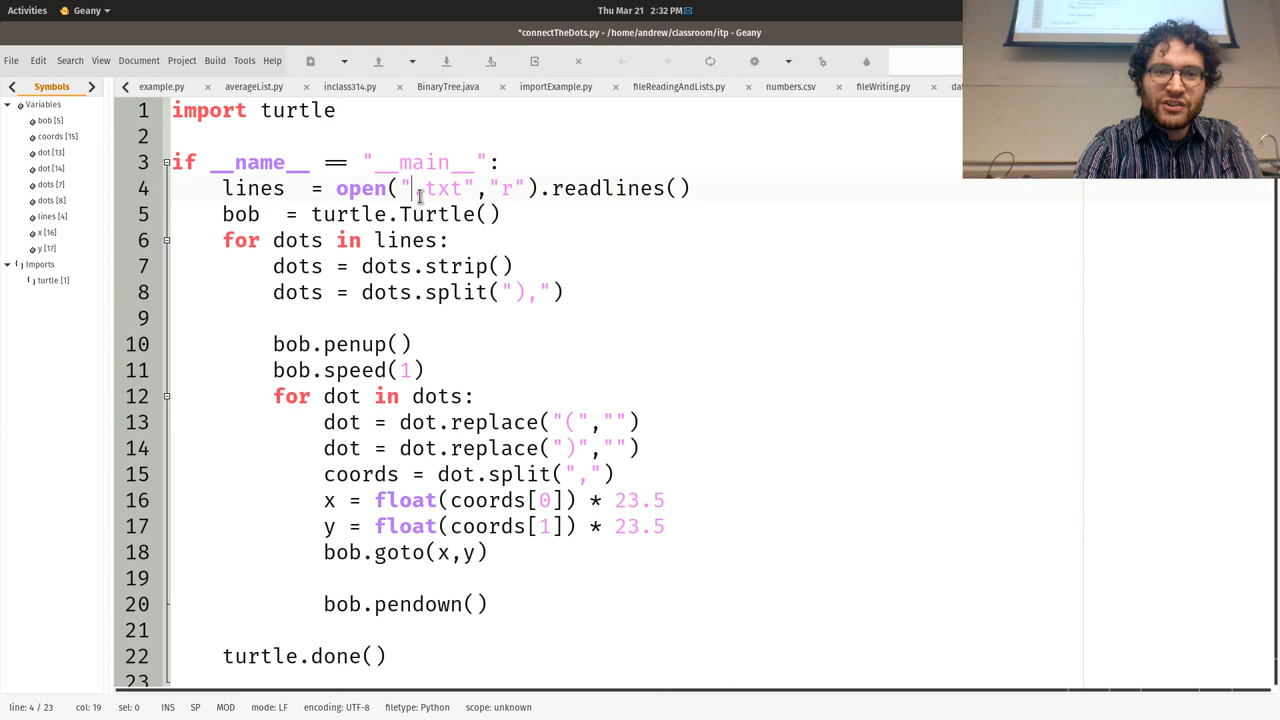 Activities Geany Thu Mar 21 2:32 PM
*connectTheDots.py - /home/andrew/classroom/itp - Geany
File Edit Search View Document Project Build Tools Help
Symbols example.py averageList.py inclass314.py BinaryTree.java importExample.py fileReadingAndLists.py numbers.csv fileWriting.py
Variables
bob [5]
coords [15]
dot [13]
dot [14]
dots [7]
dots [8]
lines [4]
x [16]
y [17]
Imports
turtle [1]
1 import turtle
2
3 if __name__ == "__main__":
4 lines = open(".txt","r").readlines()
5 bob = turtle.Turtle()
6 for dots in lines:
7 dots = dots.strip()
8 dots = dots.split("),")
9
10 bob.penup()
11 bob.speed(1)
12 for dot in dots:
13 dot = dot.replace("(","")
14 dot = dot.replace(")","")
15 coords = dot.split(",")
16 x = float(coords[0]) * 23.5
17 y = float(coords[1]) * 23.5
18 bob.goto(x,y)
19
20 bob.pendown()
21
22 turtle.done()
23
line: 4 / 23 col: 19 sel: 0 INS SP MOD mode: LF encoding: UTF-8 filetype: Python scope: unknown